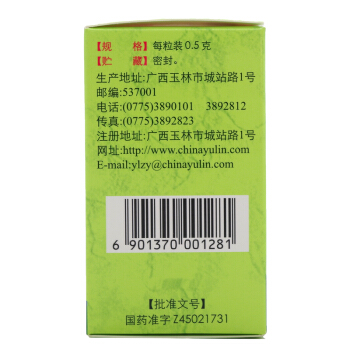 【规　格】每粒装0.5克
【贮　藏】密封。
生产地址:广西玉林市城站路1号
邮编:537001
电话:(0775)3890101　3892812
传真:(0775)3892823
注册地址:广西玉林市城站路1号
网址:http://www.chinayulin.com
E-mail:ylzy@chinayulin.com
6 901370 001281
【批准文号】
国药准字Z45021731